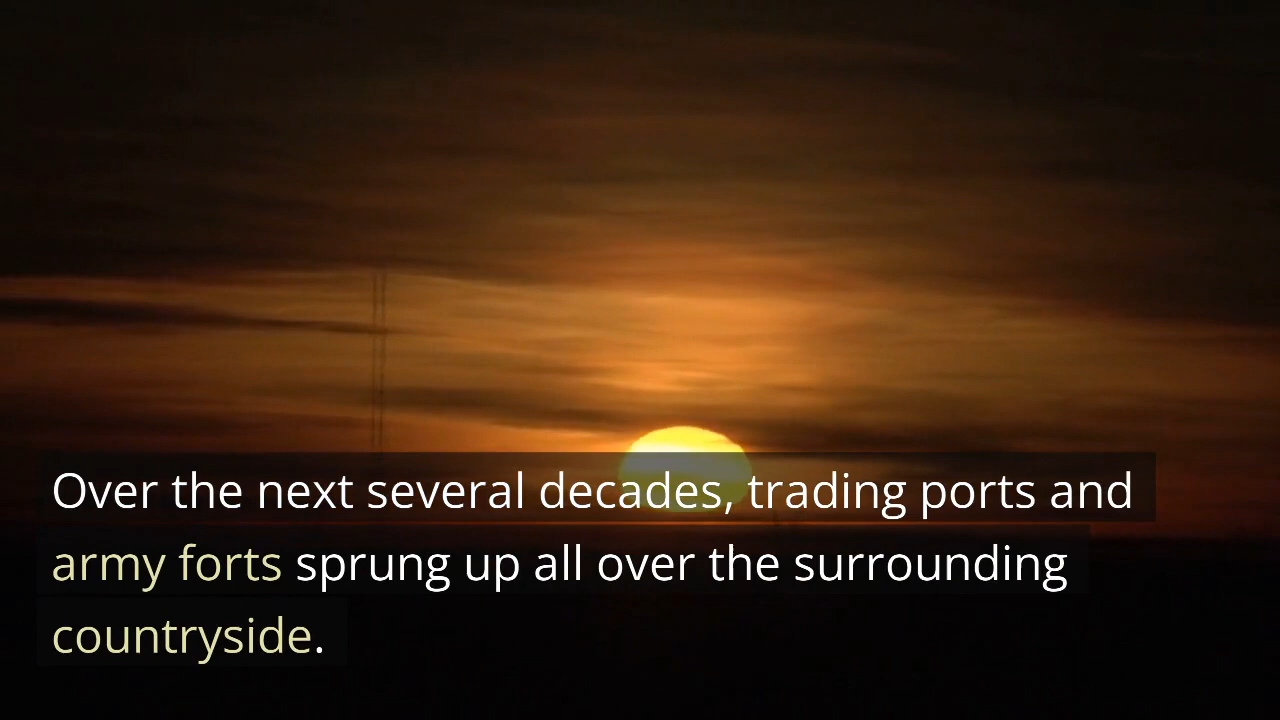 Over the next several decades, trading ports and
army forts sprung up all over the surrounding
countryside.